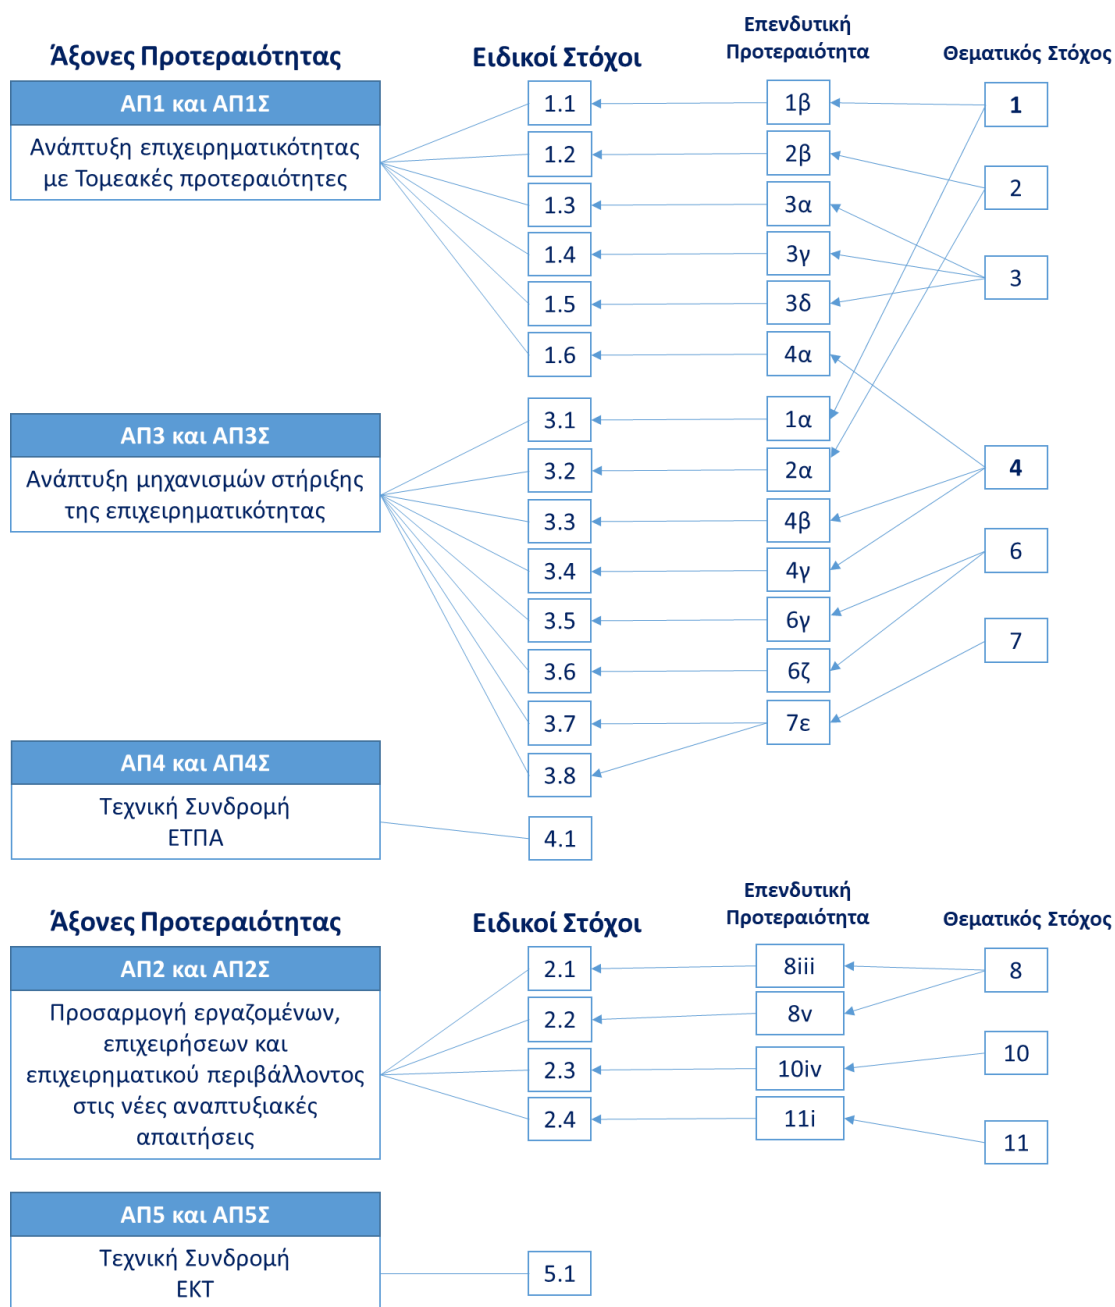 Άξονες Προτεραιότητας
Ειδικοί Στόχοι
Επενδυτική
Προτεραιότητα
Θεματικός Στόχος
ΑΠ1 και ΑΠ1Σ
Ανάπτυξη επιχειρηματικότητας
με Τομεακές προτεραιότητες
1.1
1β
1
1.2
2β
2
1.3
3α
1.4
3γ
3
1.5
3δ
1.6
4α
ΑΠ3 και ΑΠ3Σ
Ανάπτυξη μηχανισμών στήριξης
της επιχειρηματικότητας
3.1
1α
3.2
2α
4
3.3
4β
3.4
4γ
6
3.5
6γ
7
3.6
6ζ
3.7
7ε
3.8
ΑΠ4 και ΑΠ4Σ
Τεχνική Συνδρομή
ΕΤΠΑ
4.1
Άξονες Προτεραιότητας
Ειδικοί Στόχοι
Επενδυτική
Προτεραιότητα
Θεματικός Στόχος
ΑΠ2 και ΑΠ2Σ
Προσαρμογή εργαζομένων,
επιχειρήσεων και
επιχειρηματικού περιβάλλοντος
στις νέες αναπτυξιακές
απαιτήσεις
2.1
8iii
8
2.2
8v
2.3
10iv
10
2.4
11i
11
ΑΠ5 και ΑΠ5Σ
Τεχνική Συνδρομή
ΕΚΤ
5.1